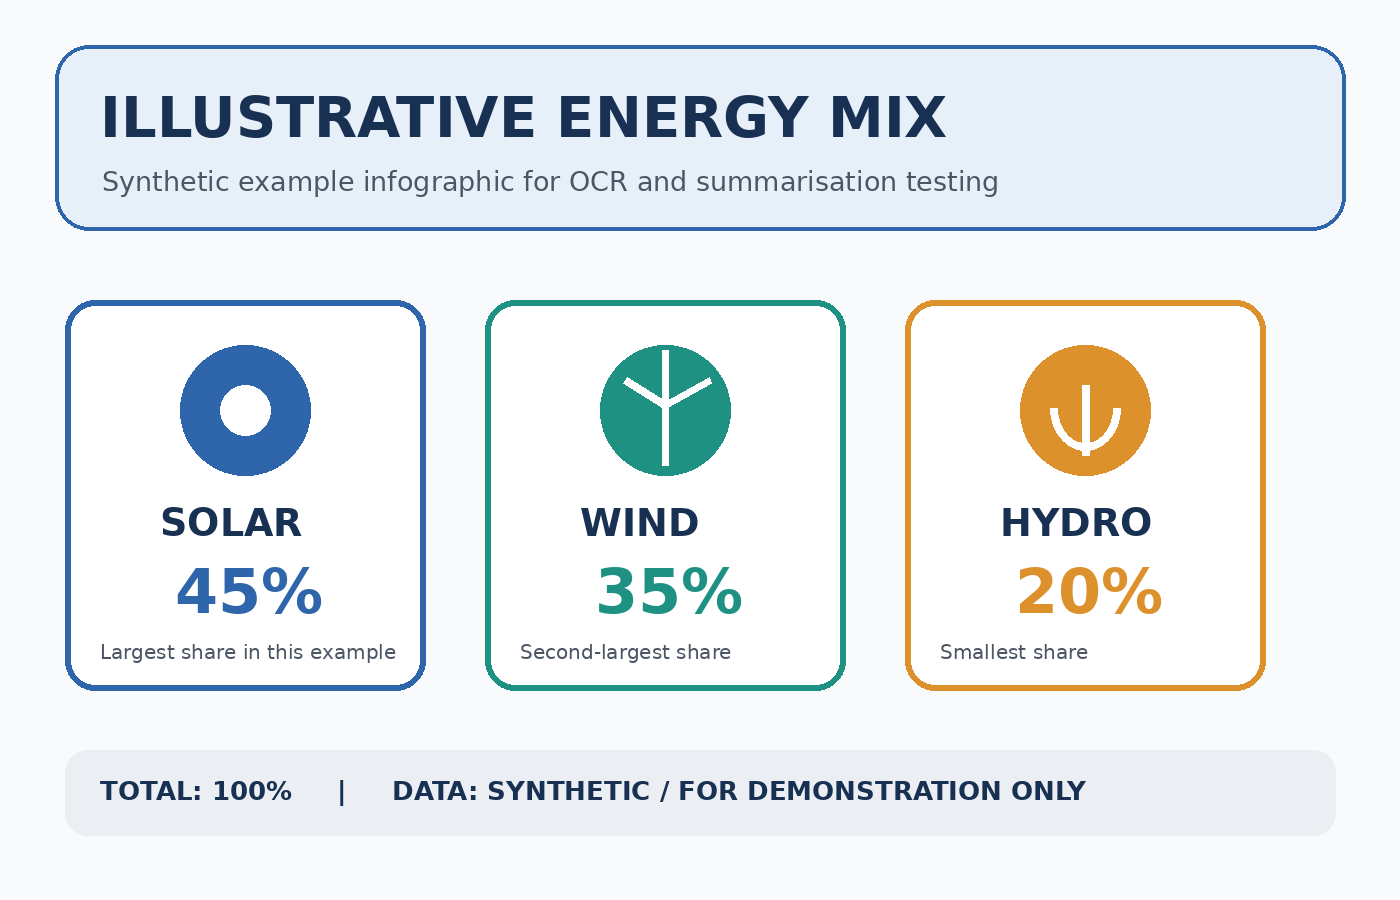 ILLUSTRATIVE ENERGY MIX
Synthetic example infographic for OCR and summarisation testing
SOLAR
45%
Largest share in this example
WIND
35%
Second-largest share
HYDRO
20%
Smallest share
TOTAL: 100% | DATA: SYNTHETIC / FOR DEMONSTRATION ONLY